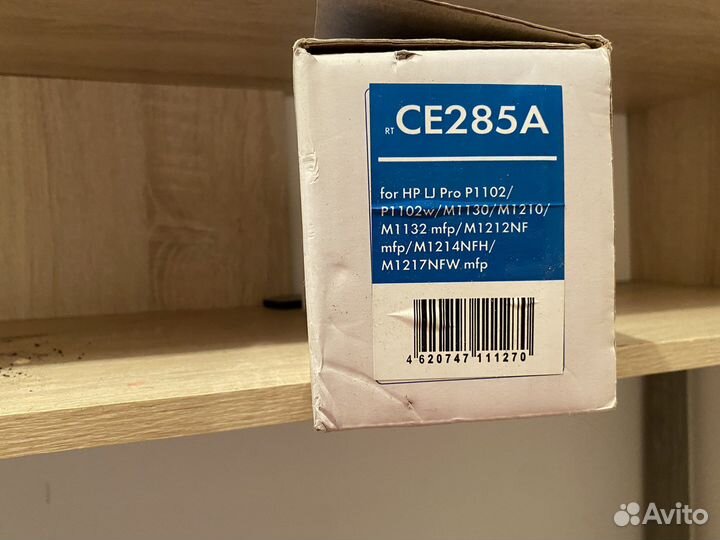 RT CE285A
for HP LJ Pro P1102/
P1102w/M1130/M1210/
M1132 mfp/M1212NF
mfp/M1214NFH/
M1217NFW mfp
4 620747 111270
Avito